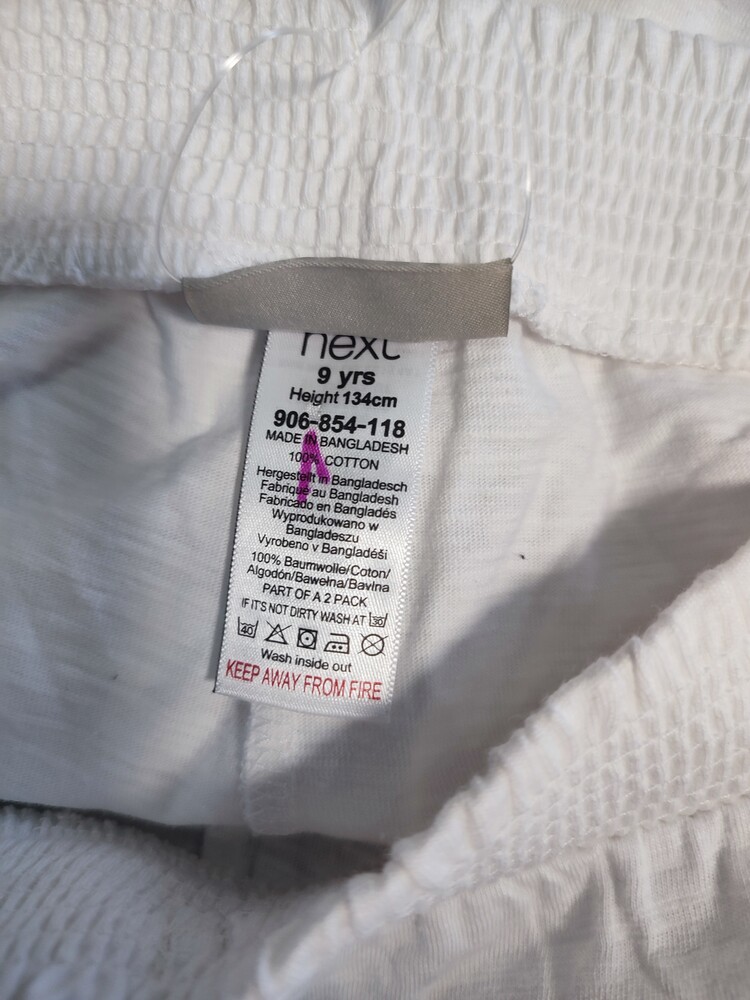 next
9 yrs
Height 134cm
906-854-118
MADE IN BANGLADESH
100% COTTON
Hergestellt in Bangladesch
Fabriqué au Bangladesh
Fabricado en Bangladés
Wyprodukowano w
Bangladeszu
Vyrobeno v Bangladéši
100% Baumwolle/Coton/
Algodón/Bawełna/Bavlna
PART OF A 2 PACK
IF IT'S NOT DIRTY WASH AT 30
40
Wash inside out
KEEP AWAY FROM FIRE